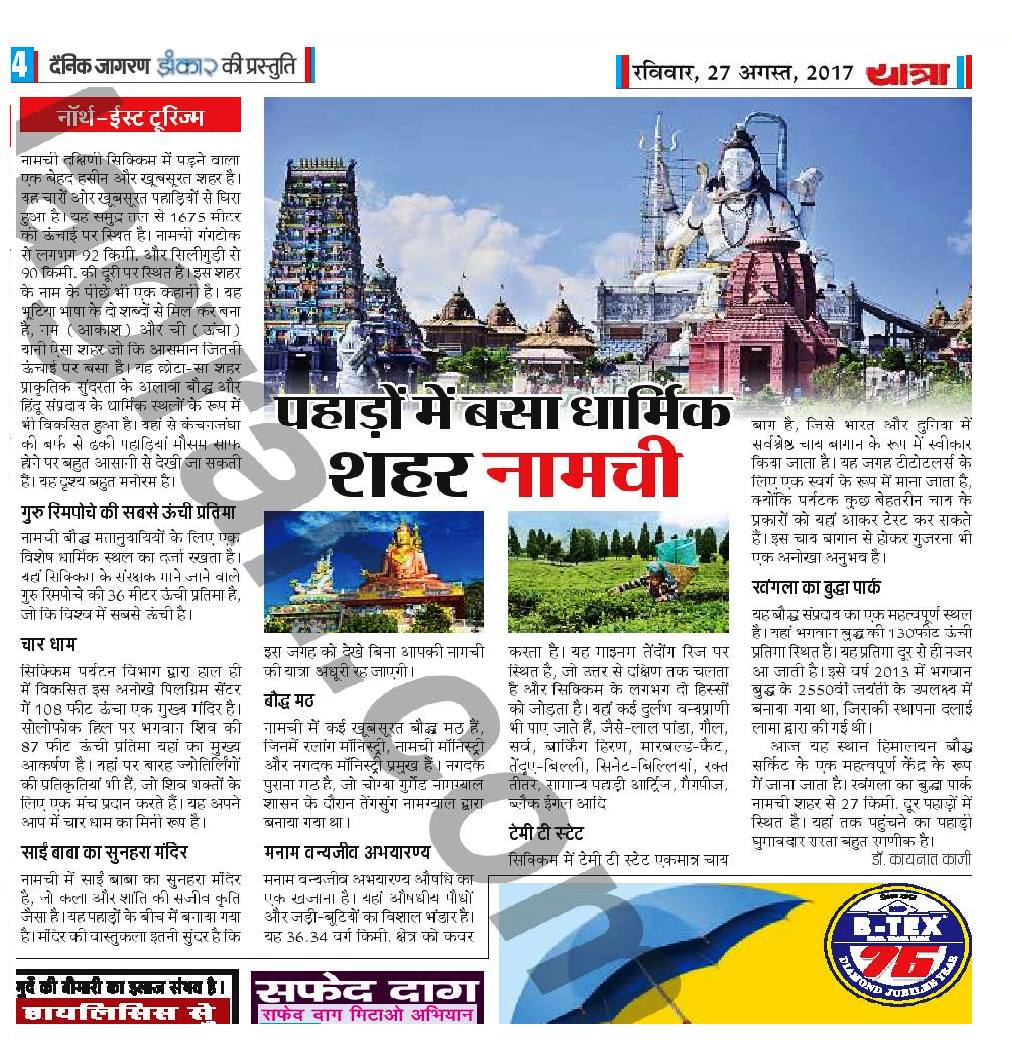 4 दैनिक जागरण झंकार की प्रस्तुति
रविवार, 27 अगस्त, 2017 यात्रा
नॉर्थ-ईस्ट टूरिज्म
नामची दक्षिणी सिक्किम में पड़ने वाला
एक बेहद हसीन और खूबसूरत शहर है।
यह चारों ओर खूबसूरत पहाड़ियों से घिरा
हुआ है। यह समुद्र तल से 1675 मीटर
की ऊंचाई पर स्थित है। नामची गंगटोक
से लगभग 92 किमी. और सिलीगुड़ी से
90 किमी. की दूरी पर स्थित है। इस शहर
के नाम के पीछे भी एक कहानी है। यह
भूटिया भाषा के दो शब्दों से मिल कर बना
है, नम (आकाश) और ची (ऊंचा)
यानी ऐसा शहर जो कि आसमान जितनी
ऊंचाई पर बसा है। यह छोटा-सा शहर
प्राकृतिक सुंदरता के अलावा बौद्ध और
हिंदू संप्रदाय के धार्मिक स्थलों के रूप में
भी विकसित हुआ है। यहां से कंचनजंघा
की बर्फ से ढकी पहाड़ियां मौसम साफ
होने पर बहुत आसानी से देखी जा सकती
हैं। यह दृश्य बहुत मनोरम है।
गुरु रिमपोचे की सबसे ऊंची प्रतिमा
नामची बौद्ध मतानुयायियों के लिए एक
विशेष धार्मिक स्थल का दर्जा रखता है।
यहां सिक्किम के संरक्षक माने जाने वाले
गुरु रिमपोचे की 36 मीटर ऊंची प्रतिमा है,
जो कि विश्व में सबसे ऊंची है।
चार धाम
सिक्किम पर्यटन विभाग द्वारा हाल ही
में विकसित इस अनोखे पिलग्रिम सेंटर
में 108 फीट ऊंचा एक मुख्य मंदिर है।
सोलोफोक हिल पर भगवान शिव की
87 फीट ऊंची प्रतिमा यहां का मुख्य
आकर्षण है। यहां पर बारह ज्योतिर्लिंगों
की प्रतिकृतियां भी हैं, जो शिव भक्तों के
लिए एक मंच प्रदान करते हैं। यह अपने
आप में चार धाम का मिनी रूप है।
साईं बाबा का सुनहरा मंदिर
नामची में साईं बाबा का सुनहरा मंदिर
है, जो कला और शांति की सजीव कृति
जैसा है। यह पहाड़ों के बीच में बनाया गया
है। मंदिर की वास्तुकला इतनी सुंदर है कि
पहाड़ों में बसा धार्मिक
शहर नामची
इस जगह को देखे बिना आपकी नामची
की यात्रा अधूरी रह जाएगी।
बौद्ध मठ
नामची में कई खूबसूरत बौद्ध मठ हैं,
जिनमें रलांग मॉनिस्ट्री, नामची मॉनिस्ट्री
और नगदक मॉनिस्ट्री प्रमुख हैं। नगदक
पुराना मठ है, जो चोग्या गुर्मेड नामग्याल
शासन के दौरान तेंगसुंग नामग्याल द्वारा
बनाया गया था।
मनाम वन्यजीव अभयारण्य
मनाम वन्यजीव अभयारण्य औषधि का
एक खजाना है। यहां औषधीय पौधों
और जड़ी-बूटियों का विशाल भंडार है।
यह 36.34 वर्ग किमी. क्षेत्र को कवर
करता है। यह माइनग तेंदोंग रिज पर
स्थित है, जो उत्तर से दक्षिण तक चलता
है और सिक्किम के लगभग दो हिस्सों
को जोड़ता है। यहां कई दुर्लभ वन्यप्राणी
भी पाए जाते हैं, जैसे-लाल पांडा, गौल,
सर्व, बार्किंग हिरण, मारबल्ड-कैट,
तेंदुए-बिल्ली, सिनेट-बिल्लियां, रक्त
तीतर, सामान्य पहाड़ी आर्ट्रिज, मैगपीज,
ब्लैक ईगल आदि
टेमी टी स्टेट
सिक्किम में टेमी टी स्टेट एकमात्र चाय
बाग है, जिसे भारत और दुनिया में
सर्वश्रेष्ठ चाय बागान के रूप में स्वीकार
किया जाता है। यह जगह टीटोटलर्स के
लिए एक स्वर्ग के रूप में माना जाता है,
क्योंकि पर्यटक कुछ बेहतरीन चाय के
प्रकारों को यहां आकर टेस्ट कर सकते
हैं। इस चाय बागान से होकर गुजरना भी
एक अनोखा अनुभव है।
रवंगला का बुद्धा पार्क
यह बौद्ध संप्रदाय का एक महत्वपूर्ण स्थल
है। यहां भगवान बुद्ध की 130फीट ऊंची
प्रतिमा स्थित है। यह प्रतिमा दूर से ही नजर
आ जाती है। इसे वर्ष 2013 में भगवान
बुद्ध के 2550वीं जयंती के उपलक्ष्य में
बनाया गया था, जिसकी स्थापना दलाई
लामा द्वारा की गई थी।
आज यह स्थान हिमालयन बौद्ध
सर्किट के एक महत्वपूर्ण केंद्र के रूप
में जाना जाता है। रवंगला का बुद्धा पार्क
नामची शहर से 27 किमी. दूर पहाड़ों में
स्थित है। यहां तक पहुंचने का पहाड़ी
घुमावदार रास्ता बहुत रमणीक है।
डॉ. कायनात काजी
jagran.com
गुर्दे की बीमारी का इलाज संभव है।
डायलिसिस से
सफेद दाग
सफेद दाग मिटाओ अभियान
B-TEX
76
DIAMOND JUBILEE YEAR